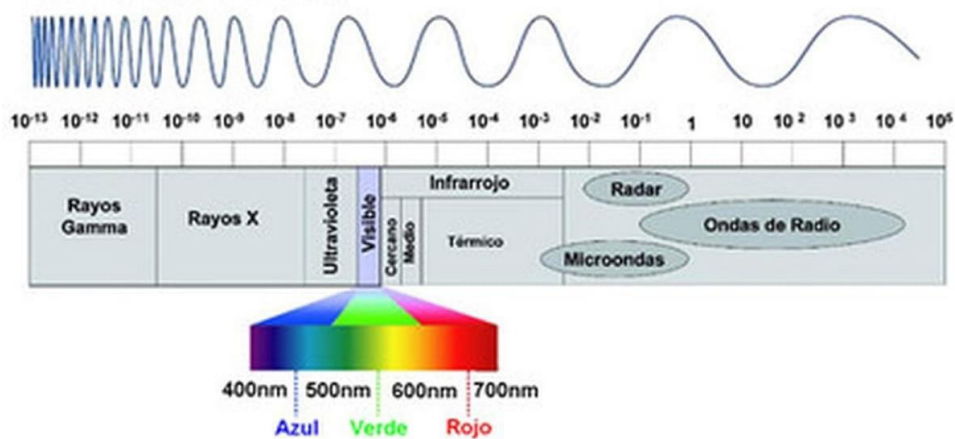 10-13 10-12 10-11 10-10 10-9 10-8 10-7 10-6 10-5 10-4 10-3 10-2 10-1 1 10 10 2 10 3 10 4 105
Rayos
Gamma
Rayos X
Ultravioleta
Visible
Infrarrojo
Cercano
Medio
Térmico
Radar
Ondas de Radio
Microondas
400nm 500nm 600nm 700nm
Azul Verde Rojo